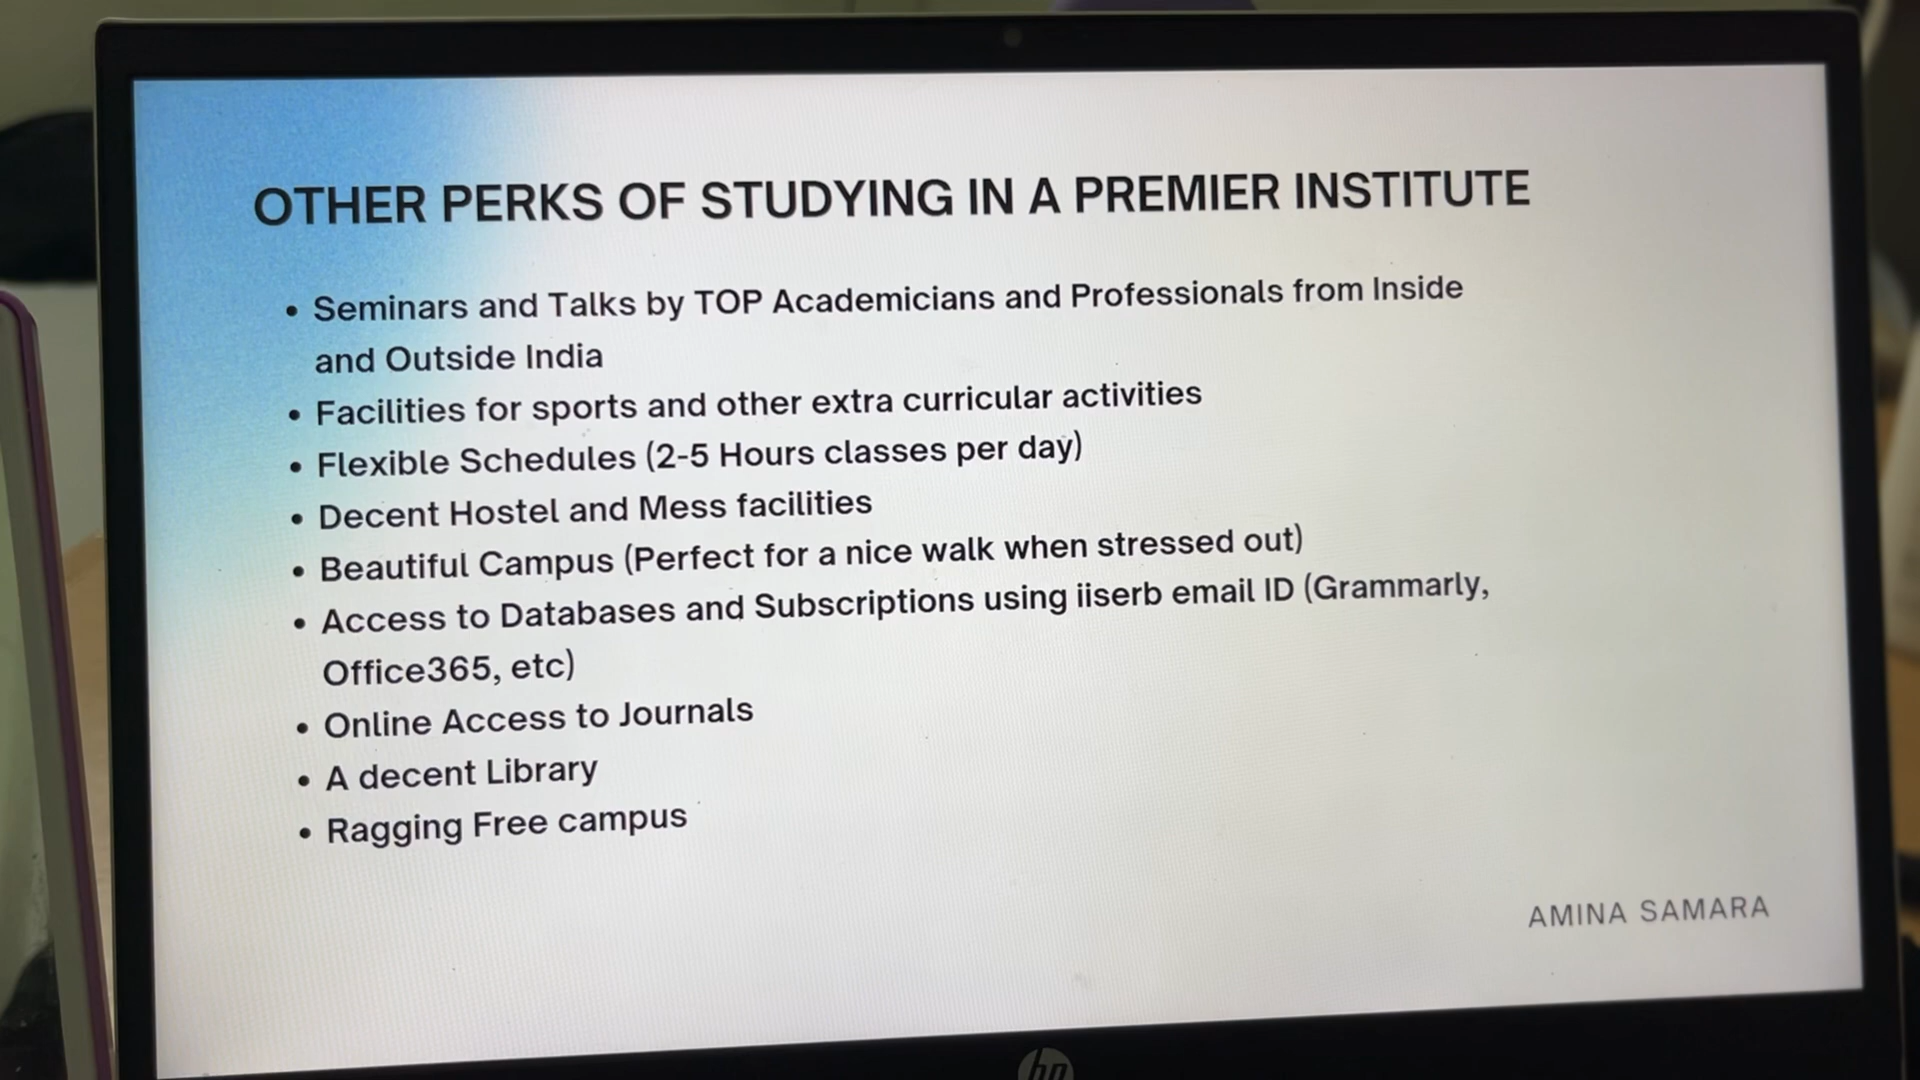 OTHER PERKS OF STUDYING IN A PREMIER INSTITUTE
• Seminars and Talks by TOP Academicians and Professionals from Inside
and Outside India
• Facilities for sports and other extra curricular activities
• Flexible Schedules (2-5 Hours classes per day)
• Decent Hostel and Mess facilities
• Beautiful Campus (Perfect for a nice walk when stressed out)
• Access to Databases and Subscriptions using iiserb email ID (Grammarly,
Office365, etc)
• Online Access to Journals
• A decent Library
• Ragging Free campus
AMINA SAMARA
hp